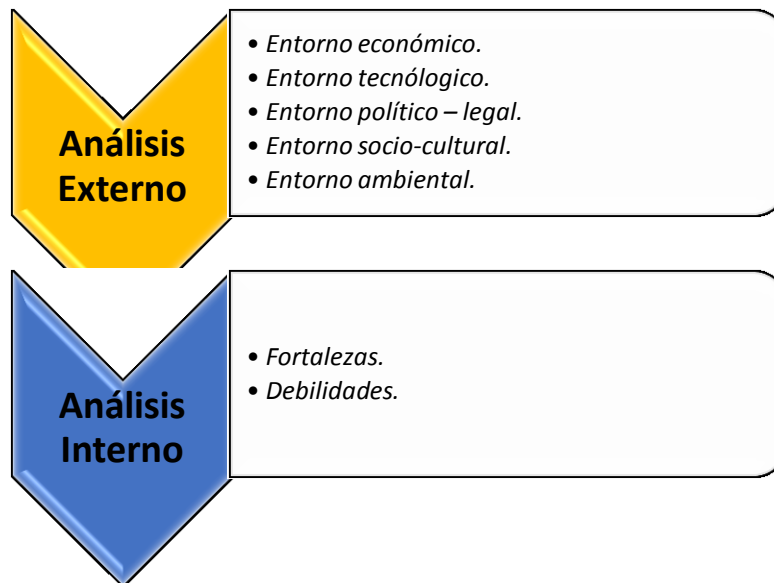 Análisis
Externo
• Entorno económico.
• Entorno tecnólogico.
• Entorno político – legal.
• Entorno socio-cultural.
• Entorno ambiental.
Análisis
Interno
• Fortalezas.
• Debilidades.